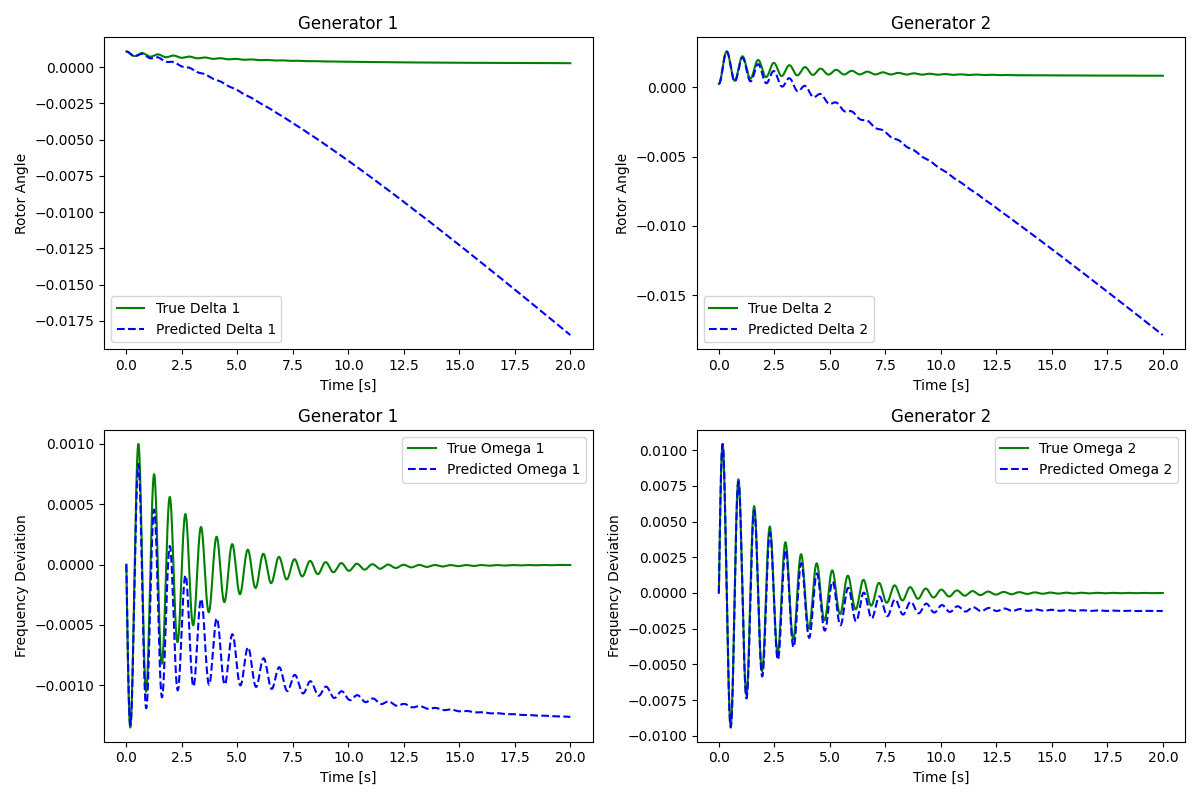 Generator 1
Rotor Angle
0.0000
−0.0025
−0.0050
−0.0075
−0.0100
−0.0125
−0.0150
−0.0175
True Delta 1
Predicted Delta 1
0.0 2.5 5.0 7.5 10.0 12.5 15.0 17.5 20.0
Time [s]
Generator 2
Rotor Angle
0.000
−0.005
−0.010
−0.015
True Delta 2
Predicted Delta 2
0.0 2.5 5.0 7.5 10.0 12.5 15.0 17.5 20.0
Time [s]
Generator 1
Frequency Deviation
0.0010
0.0005
0.0000
−0.0005
−0.0010
True Omega 1
Predicted Omega 1
0.0 2.5 5.0 7.5 10.0 12.5 15.0 17.5 20.0
Time [s]
Generator 2
Frequency Deviation
0.0100
0.0075
0.0050
0.0025
0.0000
−0.0025
−0.0050
−0.0075
−0.0100
True Omega 2
Predicted Omega 2
0.0 2.5 5.0 7.5 10.0 12.5 15.0 17.5 20.0
Time [s]